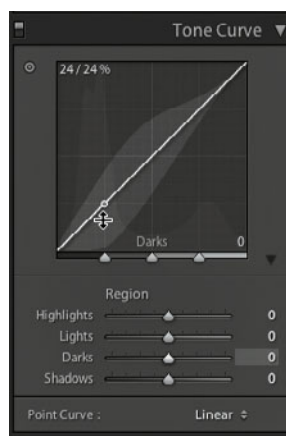 Tone Curve
24 / 24 %
Darks 0
Region
Highlights 0
Lights 0
Darks 0
Shadows 0
Point Curve : Linear